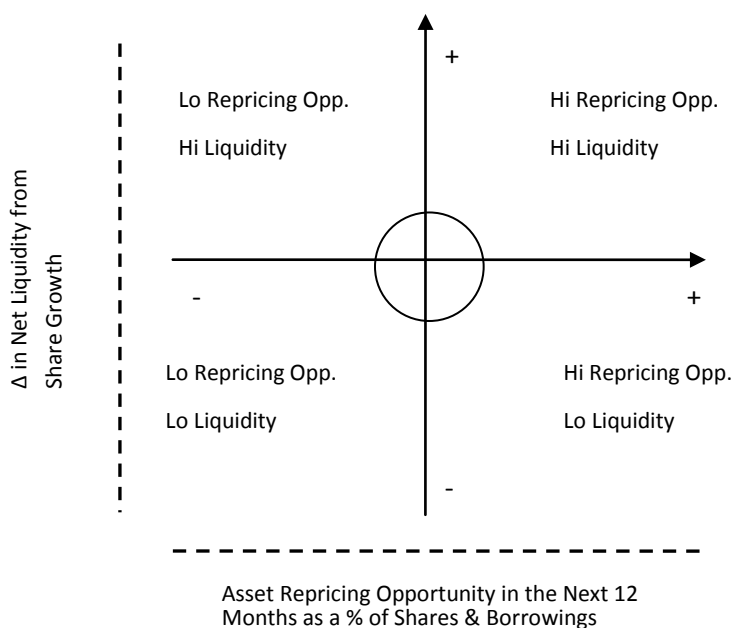 +
Lo Repricing Opp.
Hi Repricing Opp.
Hi Liquidity
Hi Liquidity
Δ in Net Liquidity from
Share Growth
-
+
Lo Repricing Opp.
Hi Repricing Opp.
Lo Liquidity
Lo Liquidity
-
Asset Repricing Opportunity in the Next 12
Months as a % of Shares & Borrowings